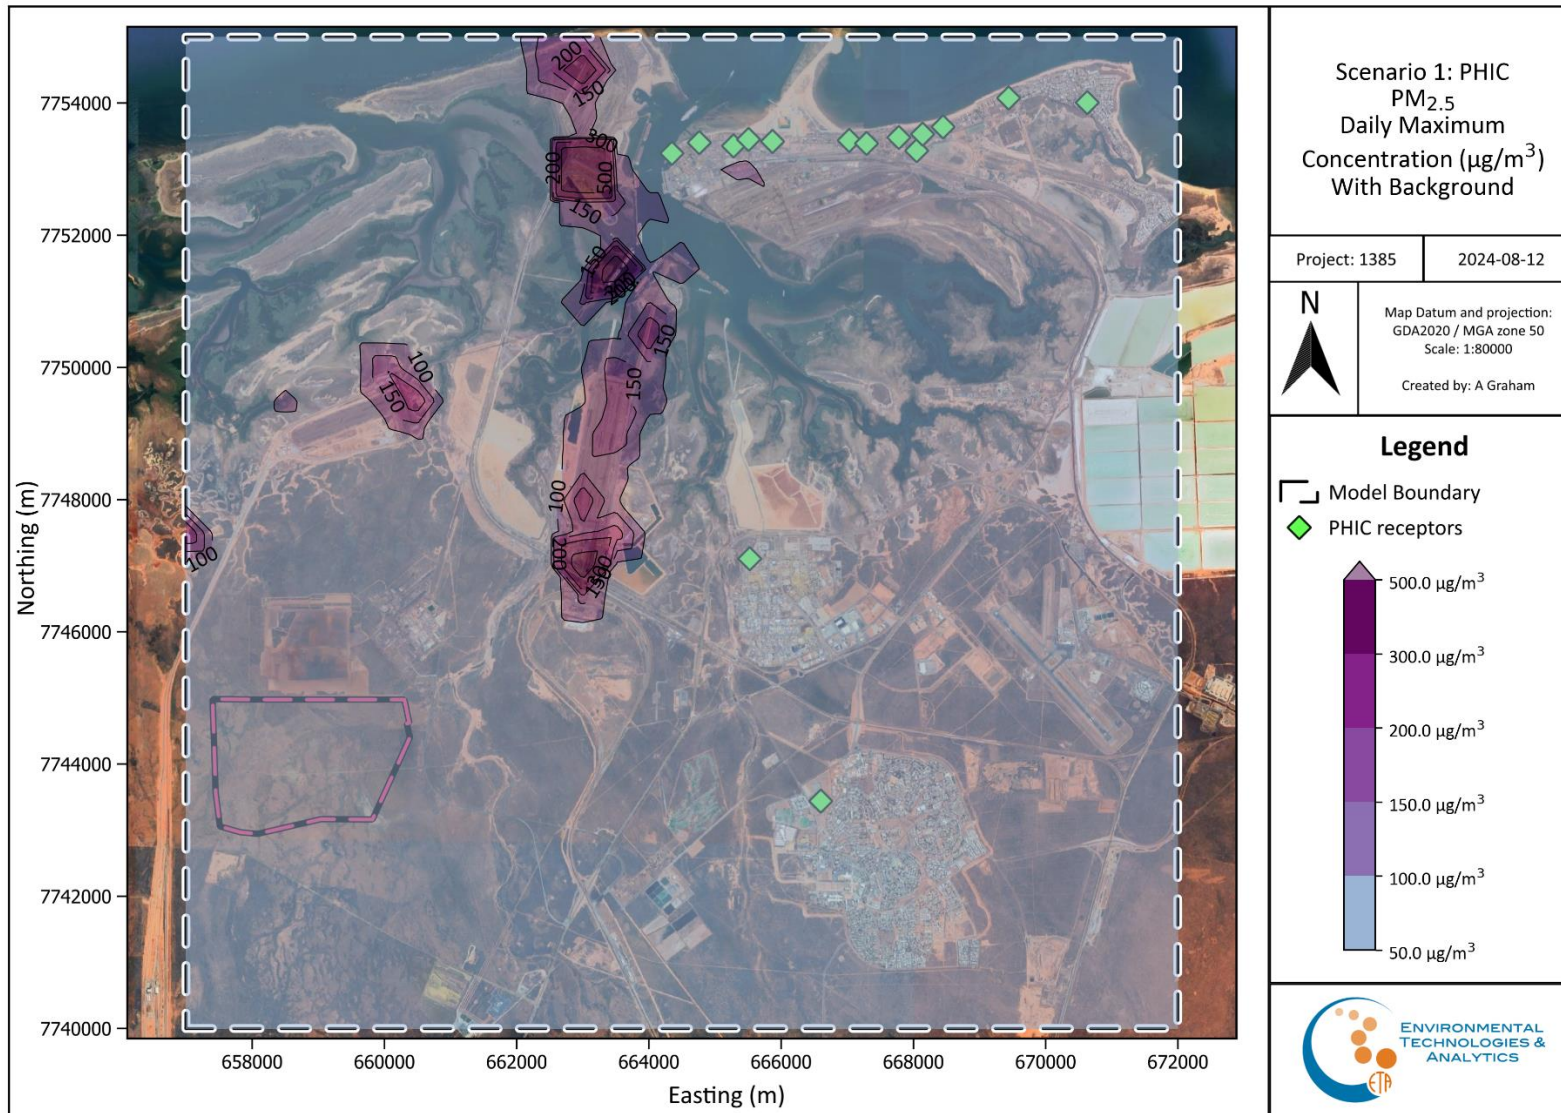 Scenario 1: PHIC
PM2.5
Daily Maximum
Concentration (µg/m³)
With Background
Project: 1385
2024-08-12
N
Map Datum and projection:
GDA2020 / MGA zone 50
Scale: 1:80000
Created by: A Graham
Legend
Model Boundary
PHIC receptors
500.0 µg/m³
300.0 µg/m³
200.0 µg/m³
150.0 µg/m³
100.0 µg/m³
50.0 µg/m³
ENVIRONMENTAL
TECHNOLOGIES &
ANALYTICS
ETA
Northing (m)
7754000
7752000
7750000
7748000
7746000
7744000
7742000
7740000
658000
660000
662000
664000
666000
668000
670000
672000
Easting (m)
200
150
300
200
500
150
150
200
150
150
100
150
100
200
150
100